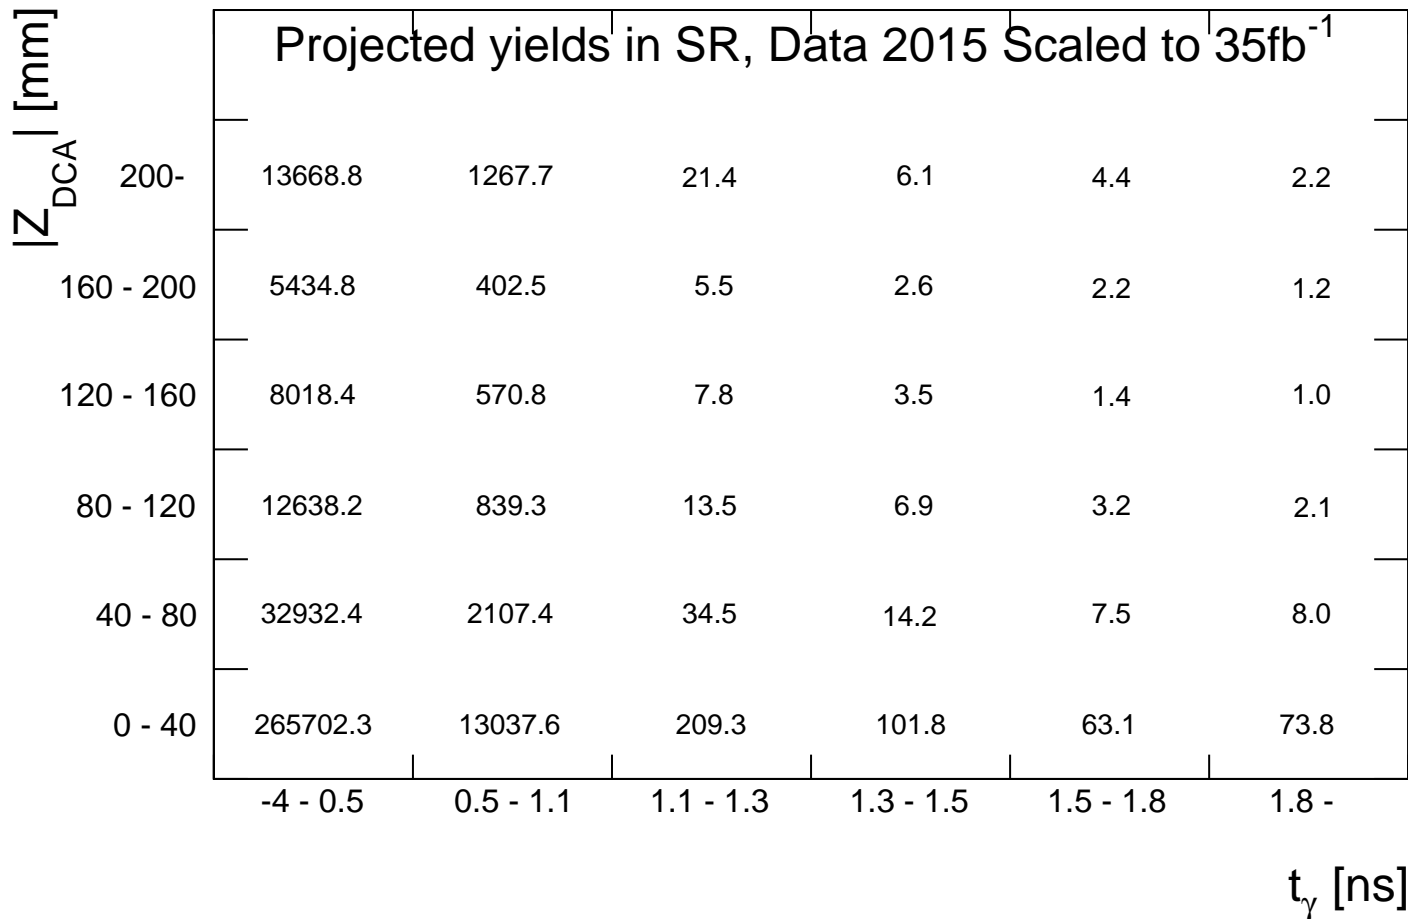 Projected yields in SR, Data 2015 Scaled to 35fb⁻¹
|Z_DCA| [mm]
200- 13668.8 1267.7 21.4 6.1 4.4 2.2
160 - 200 5434.8 402.5 5.5 2.6 2.2 1.2
120 - 160 8018.4 570.8 7.8 3.5 1.4 1.0
80 - 120 12638.2 839.3 13.5 6.9 3.2 2.1
40 - 80 32932.4 2107.4 34.5 14.2 7.5 8.0
0 - 40 265702.3 13037.6 209.3 101.8 63.1 73.8
-4 - 0.5 0.5 - 1.1 1.1 - 1.3 1.3 - 1.5 1.5 - 1.8 1.8 -
t_γ [ns]